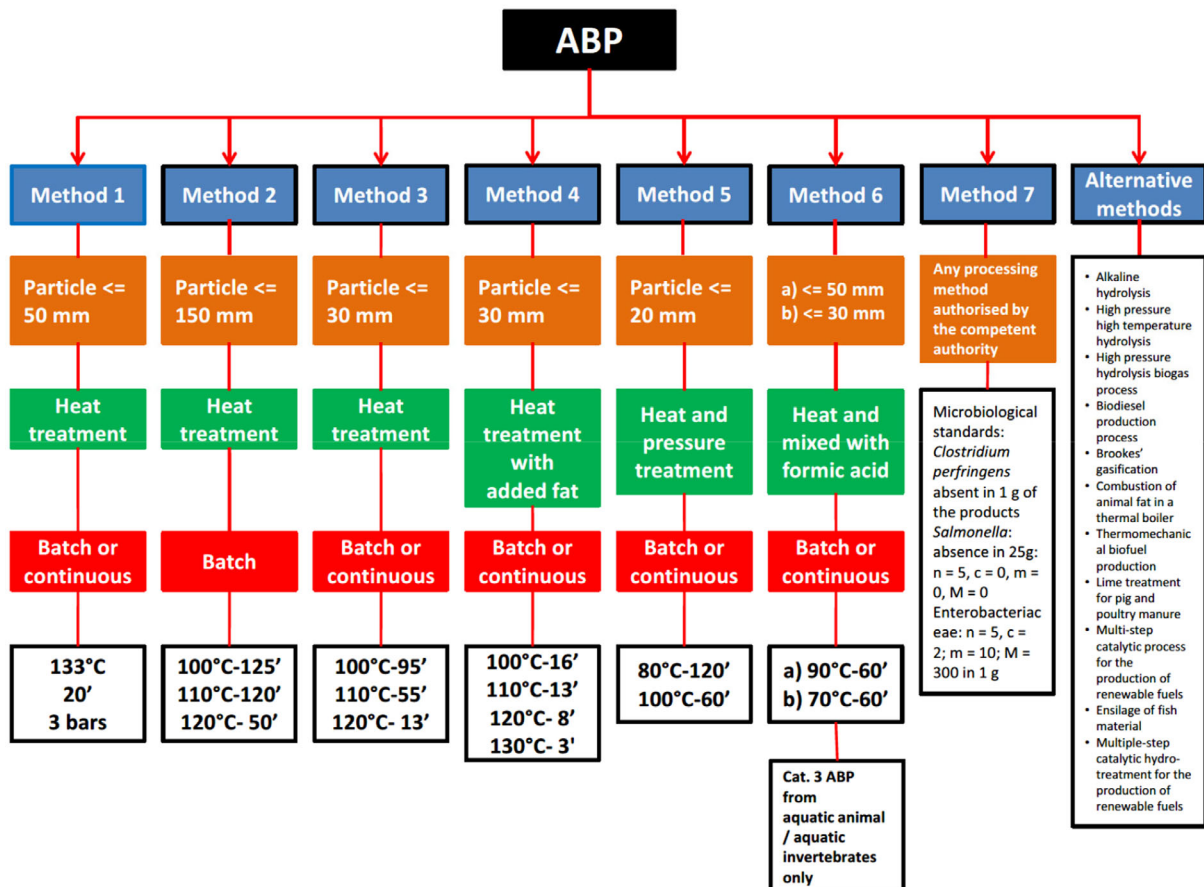 ABP
Method 1
Method 2
Method 3
Method 4
Method 5
Method 6
Method 7
Alternative
methods
Particle <=
50 mm
Particle <=
150 mm
Particle <=
30 mm
Particle <=
30 mm
Particle <=
20 mm
a) <= 50 mm
b) <= 30 mm
Any processing
method
authorised by
the competent
authority
Heat
treatment
Heat
treatment
Heat
treatment
Heat
treatment
with
added fat
Heat and
pressure
treatment
Heat and
mixed with
formic acid
Microbiological
standards:
Clostridium
perfringens
absent in 1 g of
the products
Salmonella:
absence in 25g:
n = 5, c = 0, m =
0, M = 0
Enterobacteriac
eae: n = 5, c =
2; m = 10; M =
300 in 1 g
Batch or
continuous
Batch
Batch or
continuous
Batch or
continuous
Batch or
continuous
Batch or
continuous
133°C
20’
3 bars
100°C-125’
110°C-120’
120°C- 50’
100°C-95’
110°C-55’
120°C- 13’
100°C-16’
110°C-13’
120°C- 8’
130°C- 3'
80°C-120’
100°C-60’
a) 90°C-60’
b) 70°C-60’
Cat. 3 ABP
from
aquatic animal
/ aquatic
invertebrates
only
• Alkaline
hydrolysis
• High pressure
high temperature
hydrolysis
• High pressure
hydrolysis biogas
process
• Biodiesel
production
process
• Brookes’
gasification
• Combustion of
animal fat in a
thermal boiler
• Thermomechanic
al biofuel
production
• Lime treatment
for pig and
poultry manure
• Multi-step
catalytic process
for the
production of
renewable fuels
• Ensilage of fish
material
• Multiple-step
catalytic hydro-
treatment for the
production of
renewable fuels